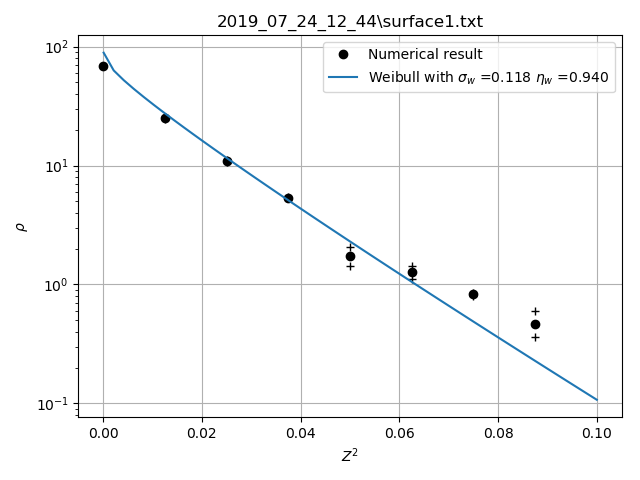 2019_07_24_12_44\surface1.txt
Numerical result
Weibull with σw =0.118 ηw =0.940
10²
10¹
10⁰
10⁻¹
ρ
0.00 0.02 0.04 0.06 0.08 0.10
Z²